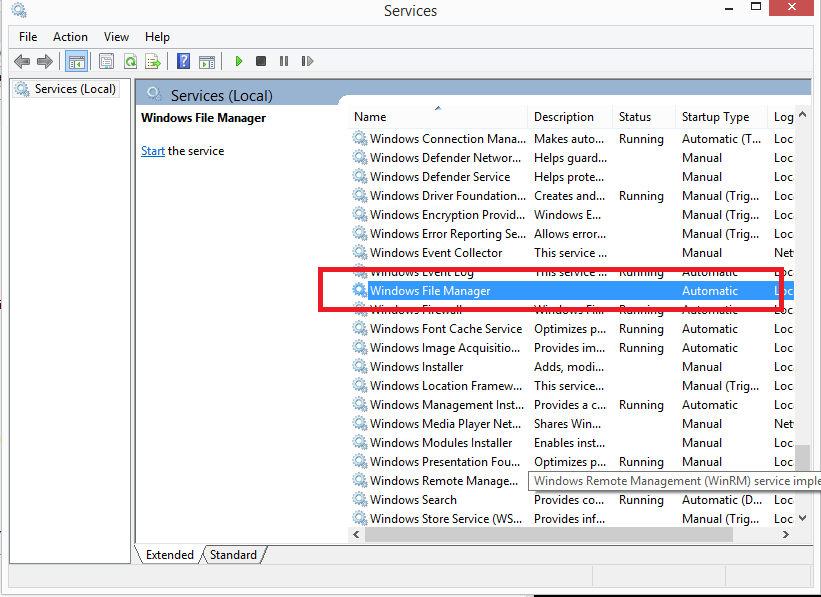 Services
File Action View Help
Services (Local)
Services (Local)
Windows File Manager
Start the service
Name Description Status Startup Type Log
Windows Connection Mana... Makes auto... Running Automatic (T... Loc
Windows Defender Networ... Helps guard... Manual Loc
Windows Defender Service Helps prote... Manual Loc
Windows Driver Foundation... Creates and... Running Manual (Trig... Loc
Windows Encryption Provid... Windows E... Manual (Trig... Loc
Windows Error Reporting Se... Allows error... Manual (Trig... Loc
Windows Event Collector This service ... Manual Net
Windows Event Log This service ... Running Automatic Loc
Windows File Manager Automatic Loc
Windows Firewall Windows Fi... Running Automatic Loc
Windows Font Cache Service Optimizes p... Running Automatic Loc
Windows Image Acquisitio... Provides im... Running Automatic Loc
Windows Installer Adds, modi... Manual Loc
Windows Location Framew... This service... Manual (Trig... Loc
Windows Management Inst... Provides a c... Running Automatic Loc
Windows Media Player Net... Shares Win... Manual Net
Windows Modules Installer Enables inst... Manual Loc
Windows Presentation Fou... Optimizes p... Running Manual Loc
Windows Remote Manage... Windows Remote Management (WinRM) service imple
Windows Search Provides co... Running Automatic (D... Loc
Windows Store Service (WS... Provides inf... Manual (Trig... Loc
Extended Standard